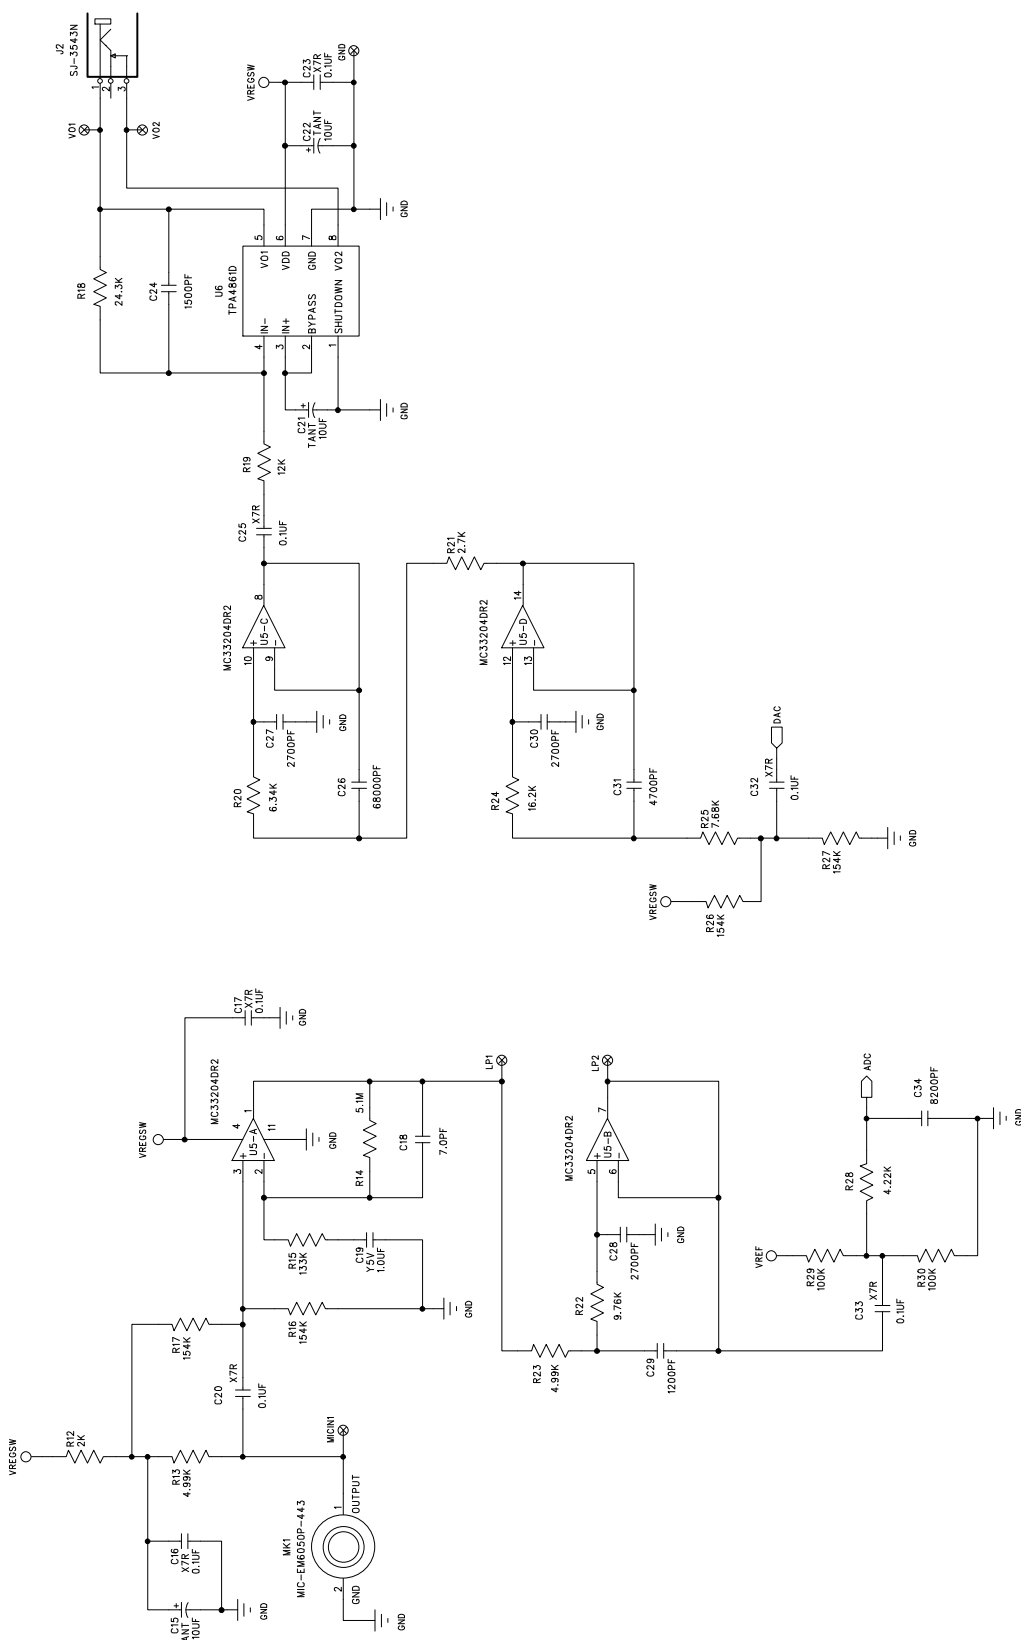 J2
SJ-3543N
1
2
3
VO1
VO2
VREGSW
C23
X7R
0.1UF
GND
C22
TANT
10UF
+
GND
R18
24.3K
C24
1500PF
U6
TPA4861D
5
6
7
8
VO1
VDD
GND
VO2
IN-
IN+
BYPASS
SHUTDOWN
4
3
2
1
C21
TANT
10UF
+
GND
R19
12K
C25
X7R
0.1UF
MC33204DR2
8
U5-C
+
-
10
9
C27
2700PF
GND
R20
6.34K
C26
68000PF
R21
2.7K
MC33204DR2
14
U5-D
+
-
12
13
C30
2700PF
GND
R24
16.2K
C31
4700PF
R25
7.68K
C32
X7R
0.1UF
DAC
R27
154K
GND
VREGSW
R26
154K
C17
X7R
0.1UF
GND
VREGSW
MC33204DR2
4
1
11
U5-A
+
-
3
2
GND
R14
5.1M
C18
7.0PF
LP1
R15
133K
C19
Y5V
1.0UF
GND
R16
154K
R17
154K
C20
X7R
0.1UF
VREGSW
R12
2K
R13
4.99K
MICIN1
C16
X7R
0.1UF
C15
ANT
10UF
+
GND
MK1
MIC-EM6050P-443
1
OUTPUT
2
GND
GND
LP2
MC33204DR2
7
U5-B
+
-
5
6
C28
2700PF
GND
R22
9.76K
R23
4.99K
C29
1200PF
ADC
C34
8200PF
GND
R28
4.22K
VREF
R29
100K
R30
100K
C33
X7R
0.1UF